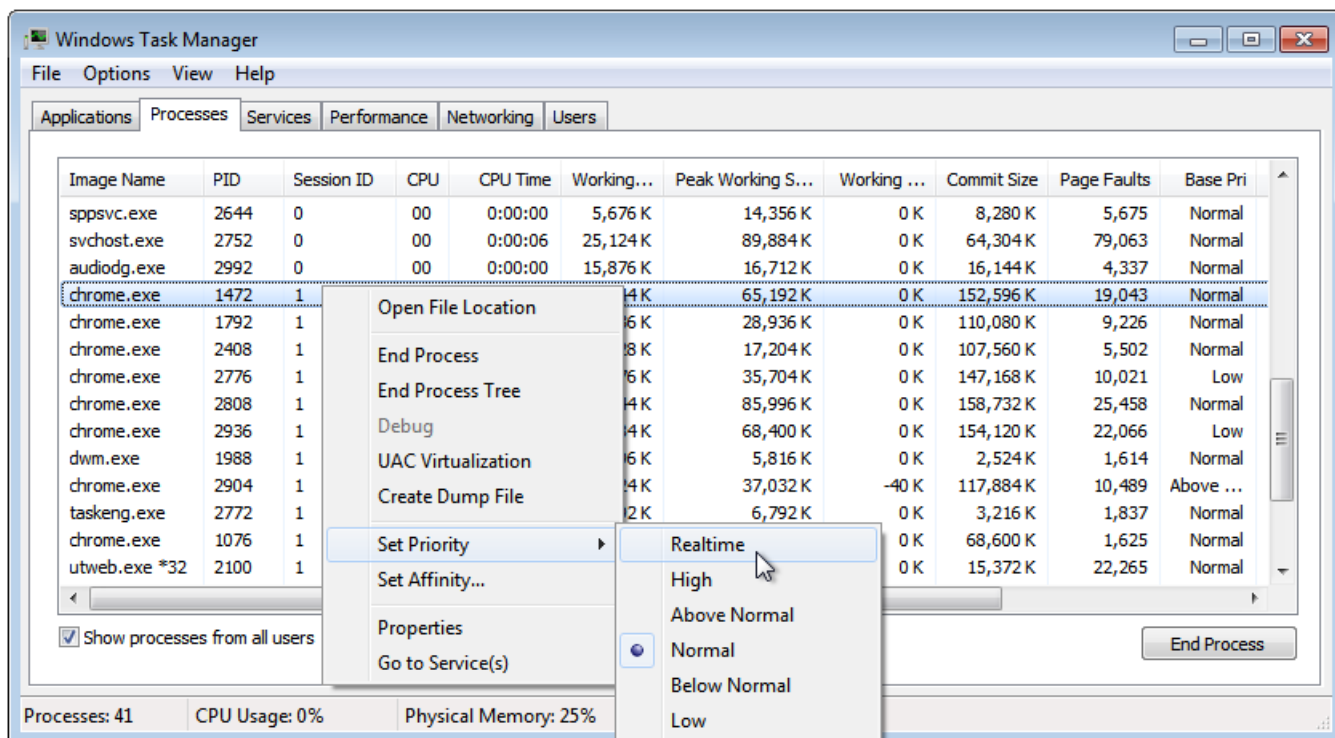 Windows Task Manager
File Options View Help
Applications Processes Services Performance Networking Users
Image Name PID Session ID CPU CPU Time Working... Peak Working S... Working ... Commit Size Page Faults Base Pri
sppsvc.exe 2644 0 00 0:00:00 5,676 K 14,356 K 0 K 8,280 K 5,675 Normal
svchost.exe 2752 0 00 0:00:06 25,124 K 89,884 K 0 K 64,304 K 79,063 Normal
audiodg.exe 2992 0 00 0:00:00 15,876 K 16,712 K 0 K 16,144 K 4,337 Normal
chrome.exe 1472 1 4 K 65,192 K 0 K 152,596 K 19,043 Normal
chrome.exe 1792 1 6 K 28,936 K 0 K 110,080 K 9,226 Normal
chrome.exe 2408 1 8 K 17,204 K 0 K 107,560 K 5,502 Normal
chrome.exe 2776 1 6 K 35,704 K 0 K 147,168 K 10,021 Low
chrome.exe 2808 1 4 K 85,996 K 0 K 158,732 K 25,458 Normal
chrome.exe 2936 1 4 K 68,400 K 0 K 154,120 K 22,066 Low
dwm.exe 1988 1 6 K 5,816 K 0 K 2,524 K 1,614 Normal
chrome.exe 2904 1 4 K 37,032 K -40 K 117,884 K 10,489 Above ...
taskeng.exe 2772 1 2 K 6,792 K 0 K 3,216 K 1,837 Normal
chrome.exe 1076 1 0 K 68,600 K 1,625 Normal
utweb.exe *32 2100 1 0 K 15,372 K 22,265 Normal
Open File Location
End Process
End Process Tree
Debug
UAC Virtualization
Create Dump File
Set Priority
Set Affinity...
Properties
Go to Service(s)
Realtime
High
Above Normal
Normal
Below Normal
Low
Show processes from all users
End Process
Processes: 41 CPU Usage: 0% Physical Memory: 25%